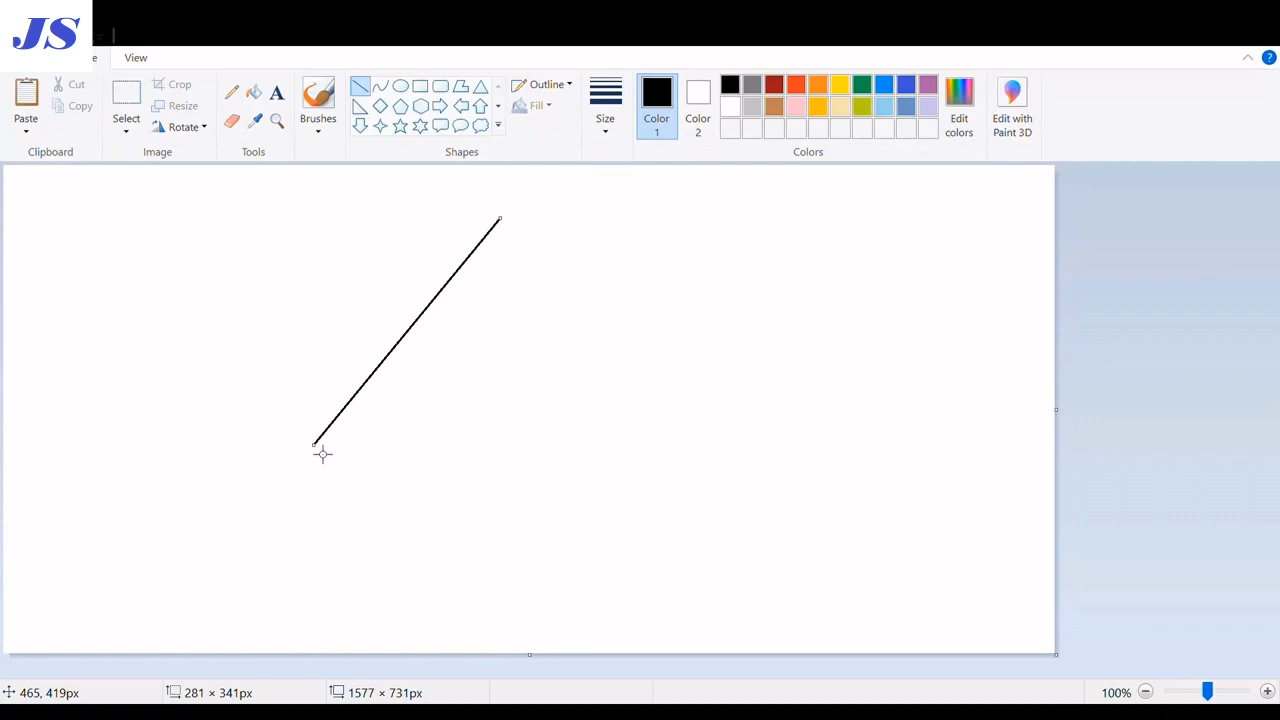 JS
e View
Paste
Cut
Copy
Clipboard
Select
Crop
Resize
Rotate
Image
A
Tools
Brushes
Outline
Fill
Shapes
Size
Color
1
Color
2
Edit
colors
Colors
Edit with
Paint 3D
?
465, 419px
281 × 341px
1577 × 731px
100%